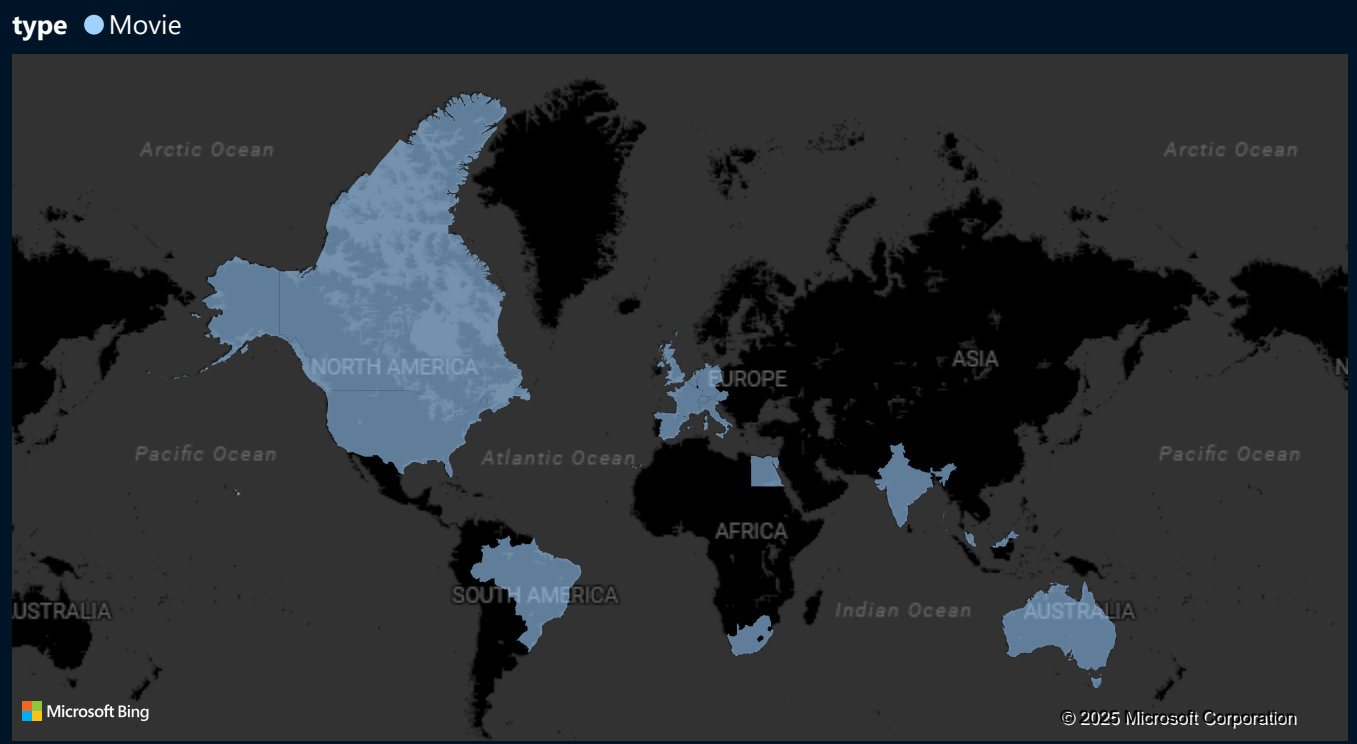 type Movie
Arctic Ocean
Arctic Ocean
NORTH AMERICA
ASIA
EUROPE
N
Pacific Ocean
Atlantic Ocean
Pacific Ocean
AFRICA
SOUTH AMERICA
Indian Ocean
AUSTRALIA
USTRALIA
Microsoft Bing
© 2025 Microsoft Corporation